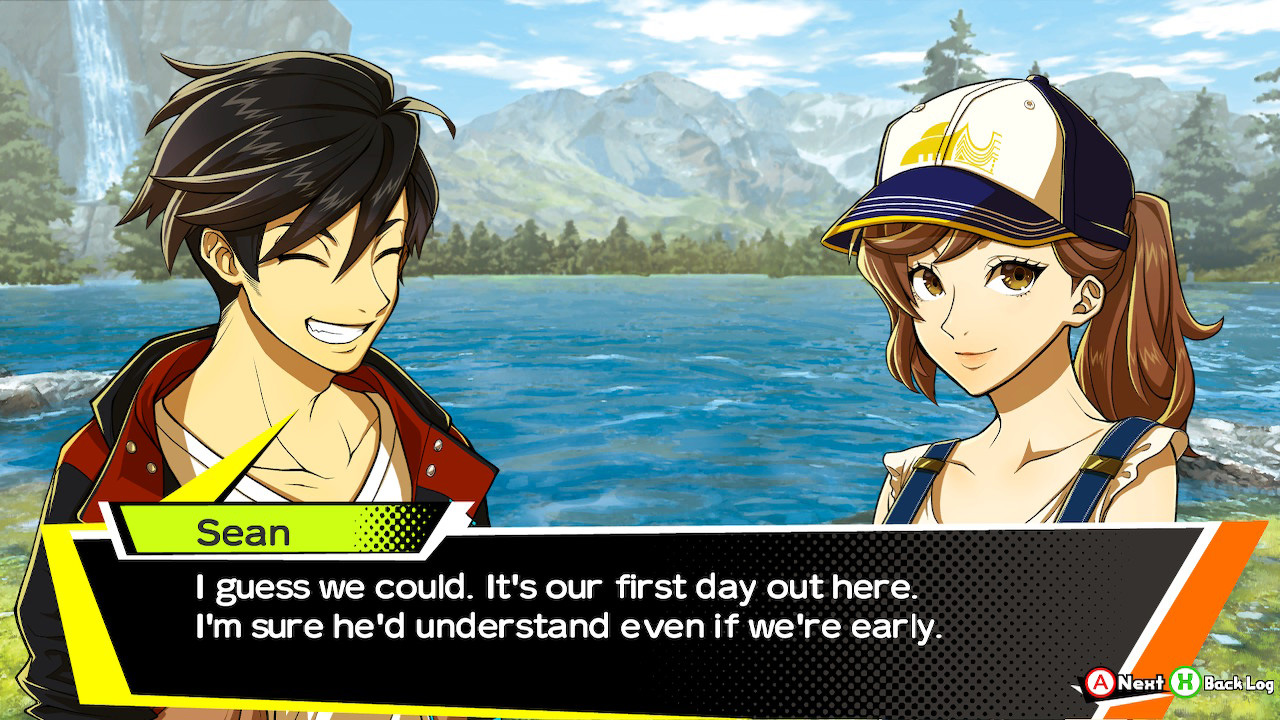 Sean
I guess we could. It's our first day out here.
I'm sure he'd understand even if we're early.
A Next X Back Log